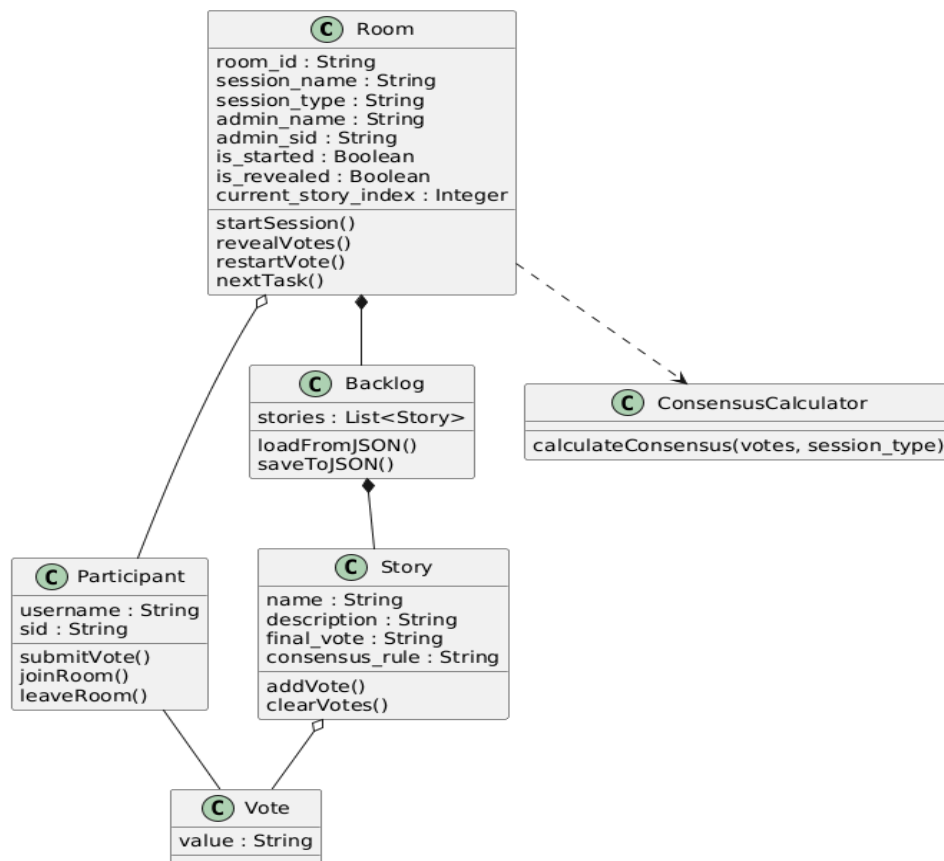 C Room
room_id : String
session_name : String
session_type : String
admin_name : String
admin_sid : String
is_started : Boolean
is_revealed : Boolean
current_story_index : Integer
startSession()
revealVotes()
restartVote()
nextTask()
C Backlog
stories : List<Story>
loadFromJSON()
saveToJSON()
C ConsensusCalculator
calculateConsensus(votes, session_type)
C Participant
username : String
sid : String
submitVote()
joinRoom()
leaveRoom()
C Story
name : String
description : String
final_vote : String
consensus_rule : String
addVote()
clearVotes()
C Vote
value : String